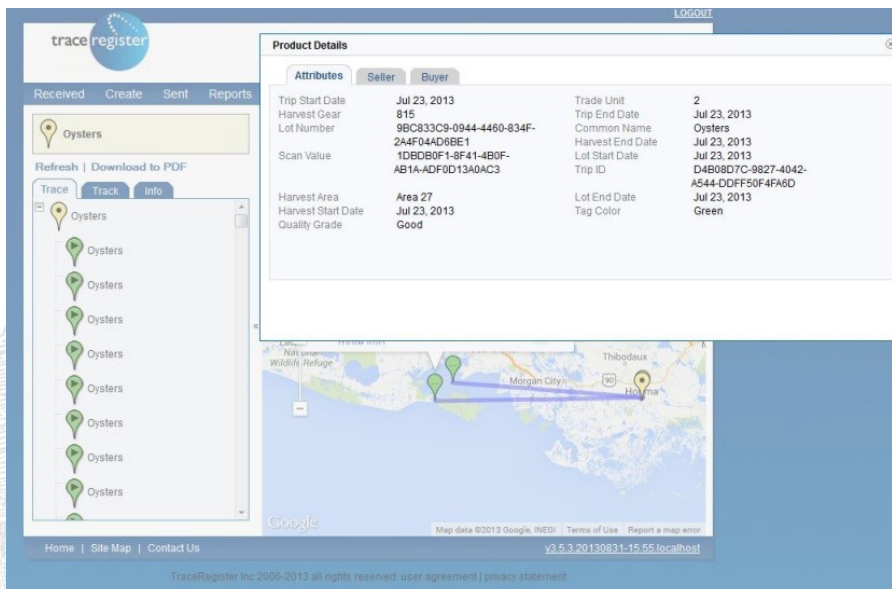 LOGOUT
trace register
Product Details
Attributes Seller Buyer
Received Create Sent Reports
Trip Start Date Jul 23, 2013 Trade Unit 2
Harvest Gear 815 Trip End Date Jul 23, 2013
Lot Number 9BC833C9-0944-4460-834F- Common Name Oysters
2A4F04AD6BE1 Harvest End Date Jul 23, 2013
Scan Value 1DBDB0F1-8F41-4B0F- Lot Start Date Jul 23, 2013
AB1A-ADF0D13A0AC3 Trip ID D4B08D7C-9827-4042-
A544-DDFF50F4FA6D
Harvest Area Area 27 Lot End Date Jul 23, 2013
Harvest Start Date Jul 23, 2013 Tag Color Green
Quality Grade Good
Oysters
Refresh | Download to PDF
Trace Track Info
Oysters
Oysters
Oysters
Oysters
Oysters
Oysters
Oysters
Oysters
Oysters
National
Wildlife Refuge
Thibodaux
Morgan City
90
Houma
Google
Map data ©2013 Google, INEGI Terms of Use Report a map error
Home | Site Map | Contact Us
v3.5.3.20130831-15:55.localhost
TraceRegister Inc 2006-2013 all rights reserved. user agreement | privacy statement